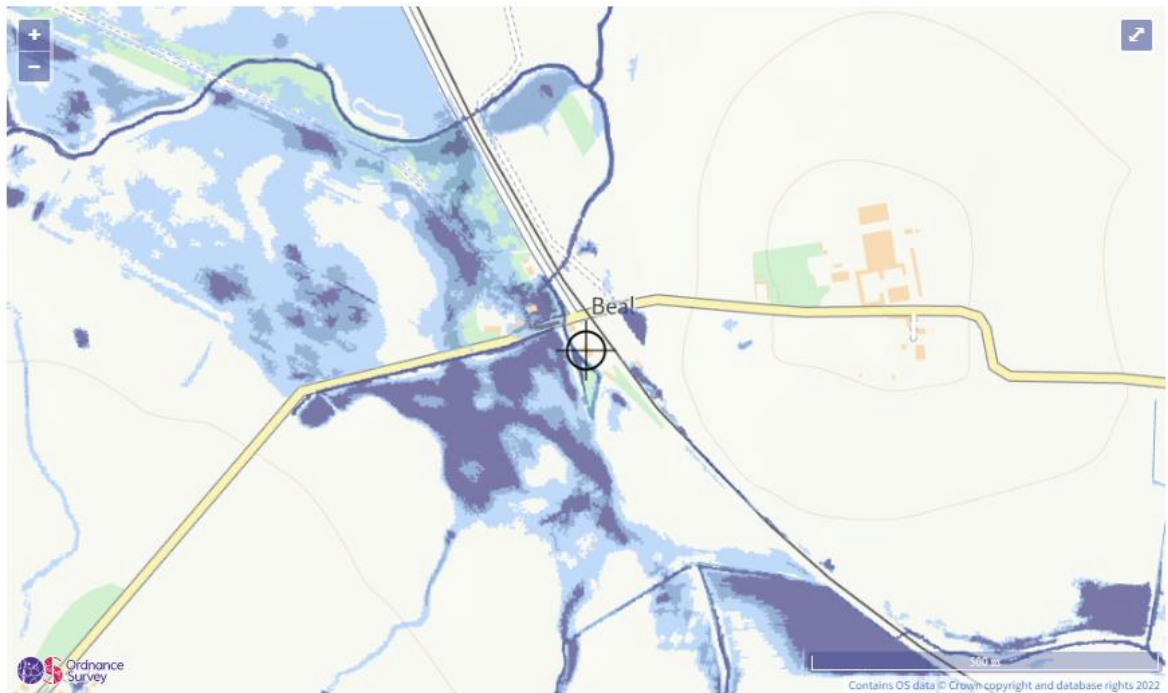 +
−
Beal
Ordnance
Survey
500 m
Contains OS data © Crown copyright and database rights 2022